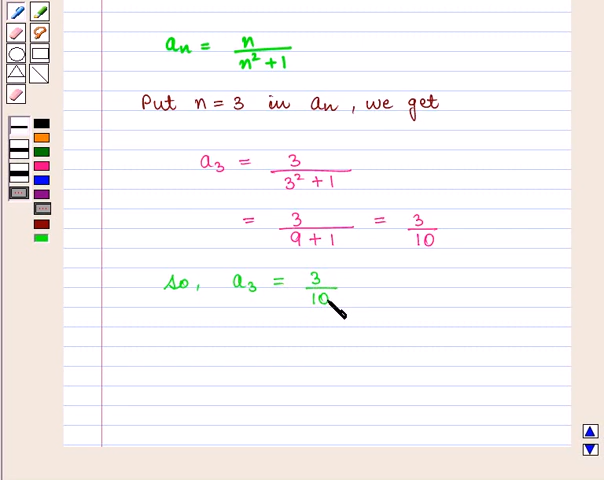 aₙ = n / (n² + 1)
Put n = 3 in aₙ, we get
a₃ = 3 / (3² + 1)
= 3 / (9 + 1) = 3 / 10
so, a₃ = 3 / 10